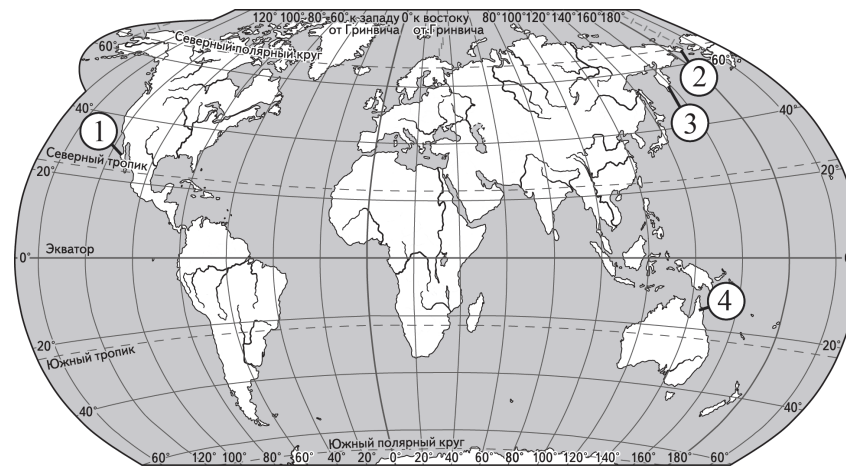 120° 100° 80° 60° к западу 0° к востоку 80° 100° 120° 140° 160° 180°
от Гринвича от Гринвича
Северный полярный круг
60° 60°
2
40° 40°
1 3
Северный тропик
20° 20°
Экватор
0°
4
20° 20°
Южный тропик
40° 40°
Южный полярный круг
60° 120° 100° 80° 60° 40° 20° 0° 20° 40° 60° 80° 100° 120° 140° 160° 180° 60°